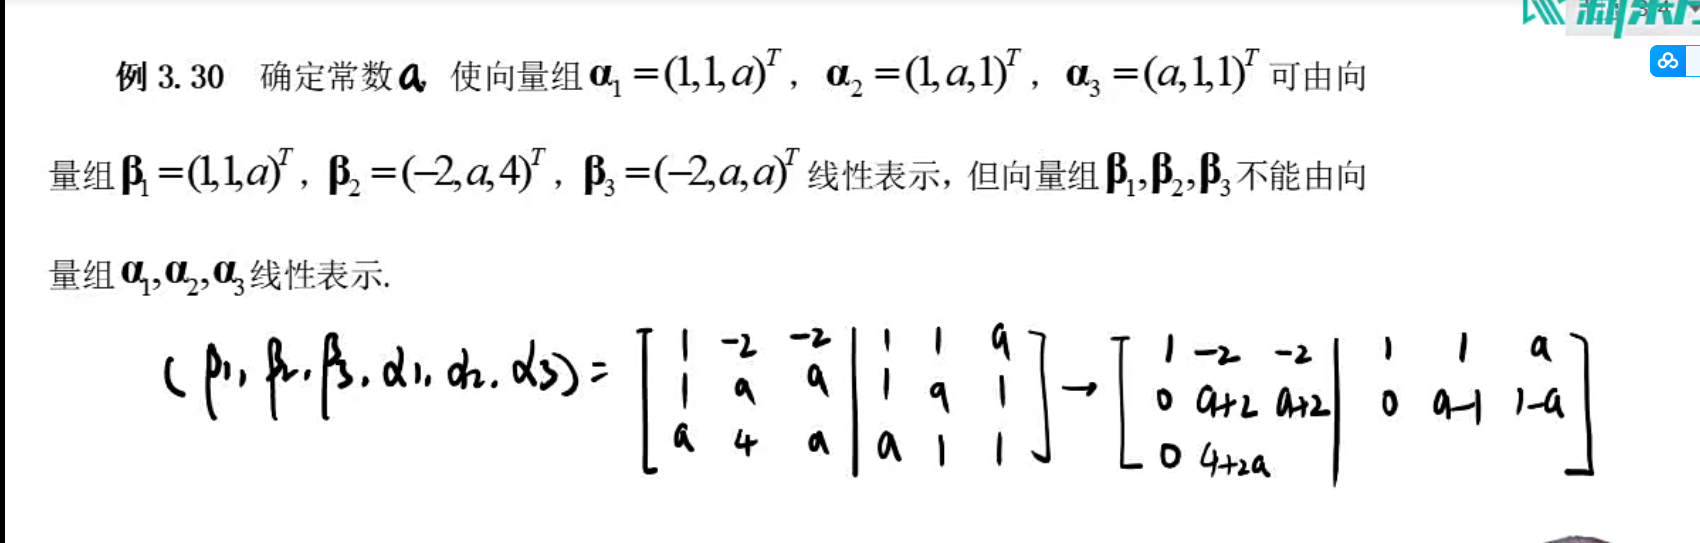 新东方
例 3.30 确定常数 a, 使向量组 α₁ =(1,1,a)ᵀ, α₂ =(1,a,1)ᵀ, α₃ =(a,1,1)ᵀ 可由向
量组 β₁ =(1,1,a)ᵀ, β₂ =(−2,a,4)ᵀ, β₃ =(−2,a,a)ᵀ 线性表示, 但向量组 β₁,β₂,β₃ 不能由向
量组 α₁,α₂,α₃ 线性表示.
(β₁, β₂, β₃, α₁, α₂, α₃) = [ 1 -2 -2 | 1 1 a ] → [ 1 -2 -2 | 1 1 a ]
1 a a | 1 a 1    0 a+2 a+2 | 0 a-1 1-a
a 4 a | a 1 1    0 4+2a |